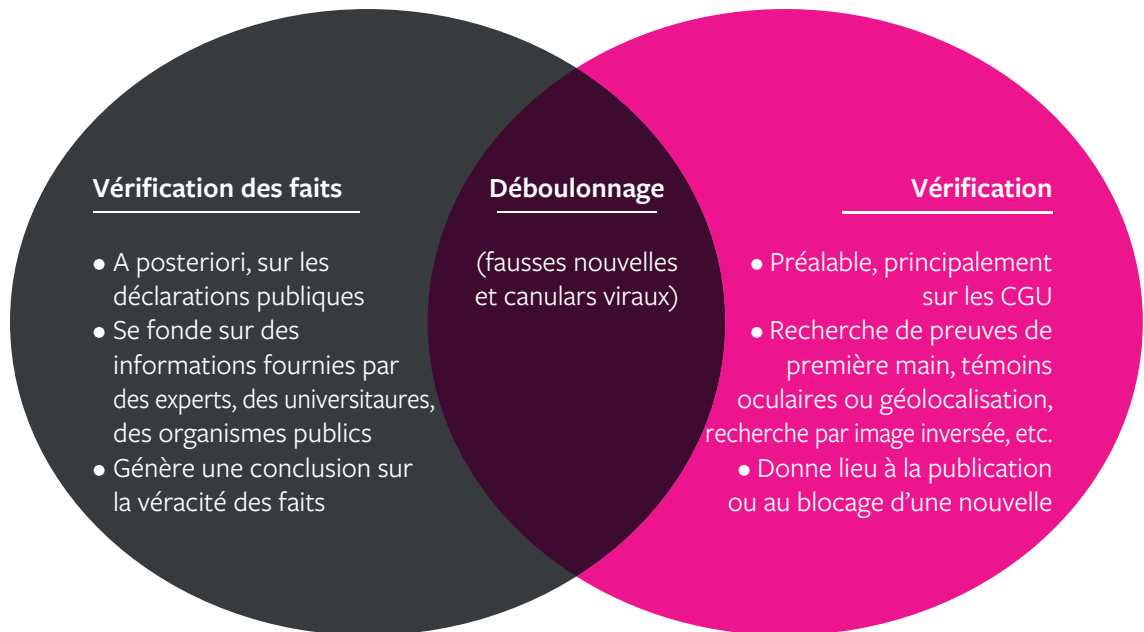 Vérification des faits
● A posteriori, sur les
déclarations publiques
● Se fonde sur des
informations fournies par
des experts, des universitaures,
des organismes publics
● Génère une conclusion sur
la véracité des faits
Déboulonnage
(fausses nouvelles
et canulars viraux)
Vérification
● Préalable, principalement
sur les CGU
● Recherche de preuves de
première main, témoins
oculaires ou géolocalisation,
recherche par image inversée, etc.
● Donne lieu à la publication
ou au blocage d’une nouvelle